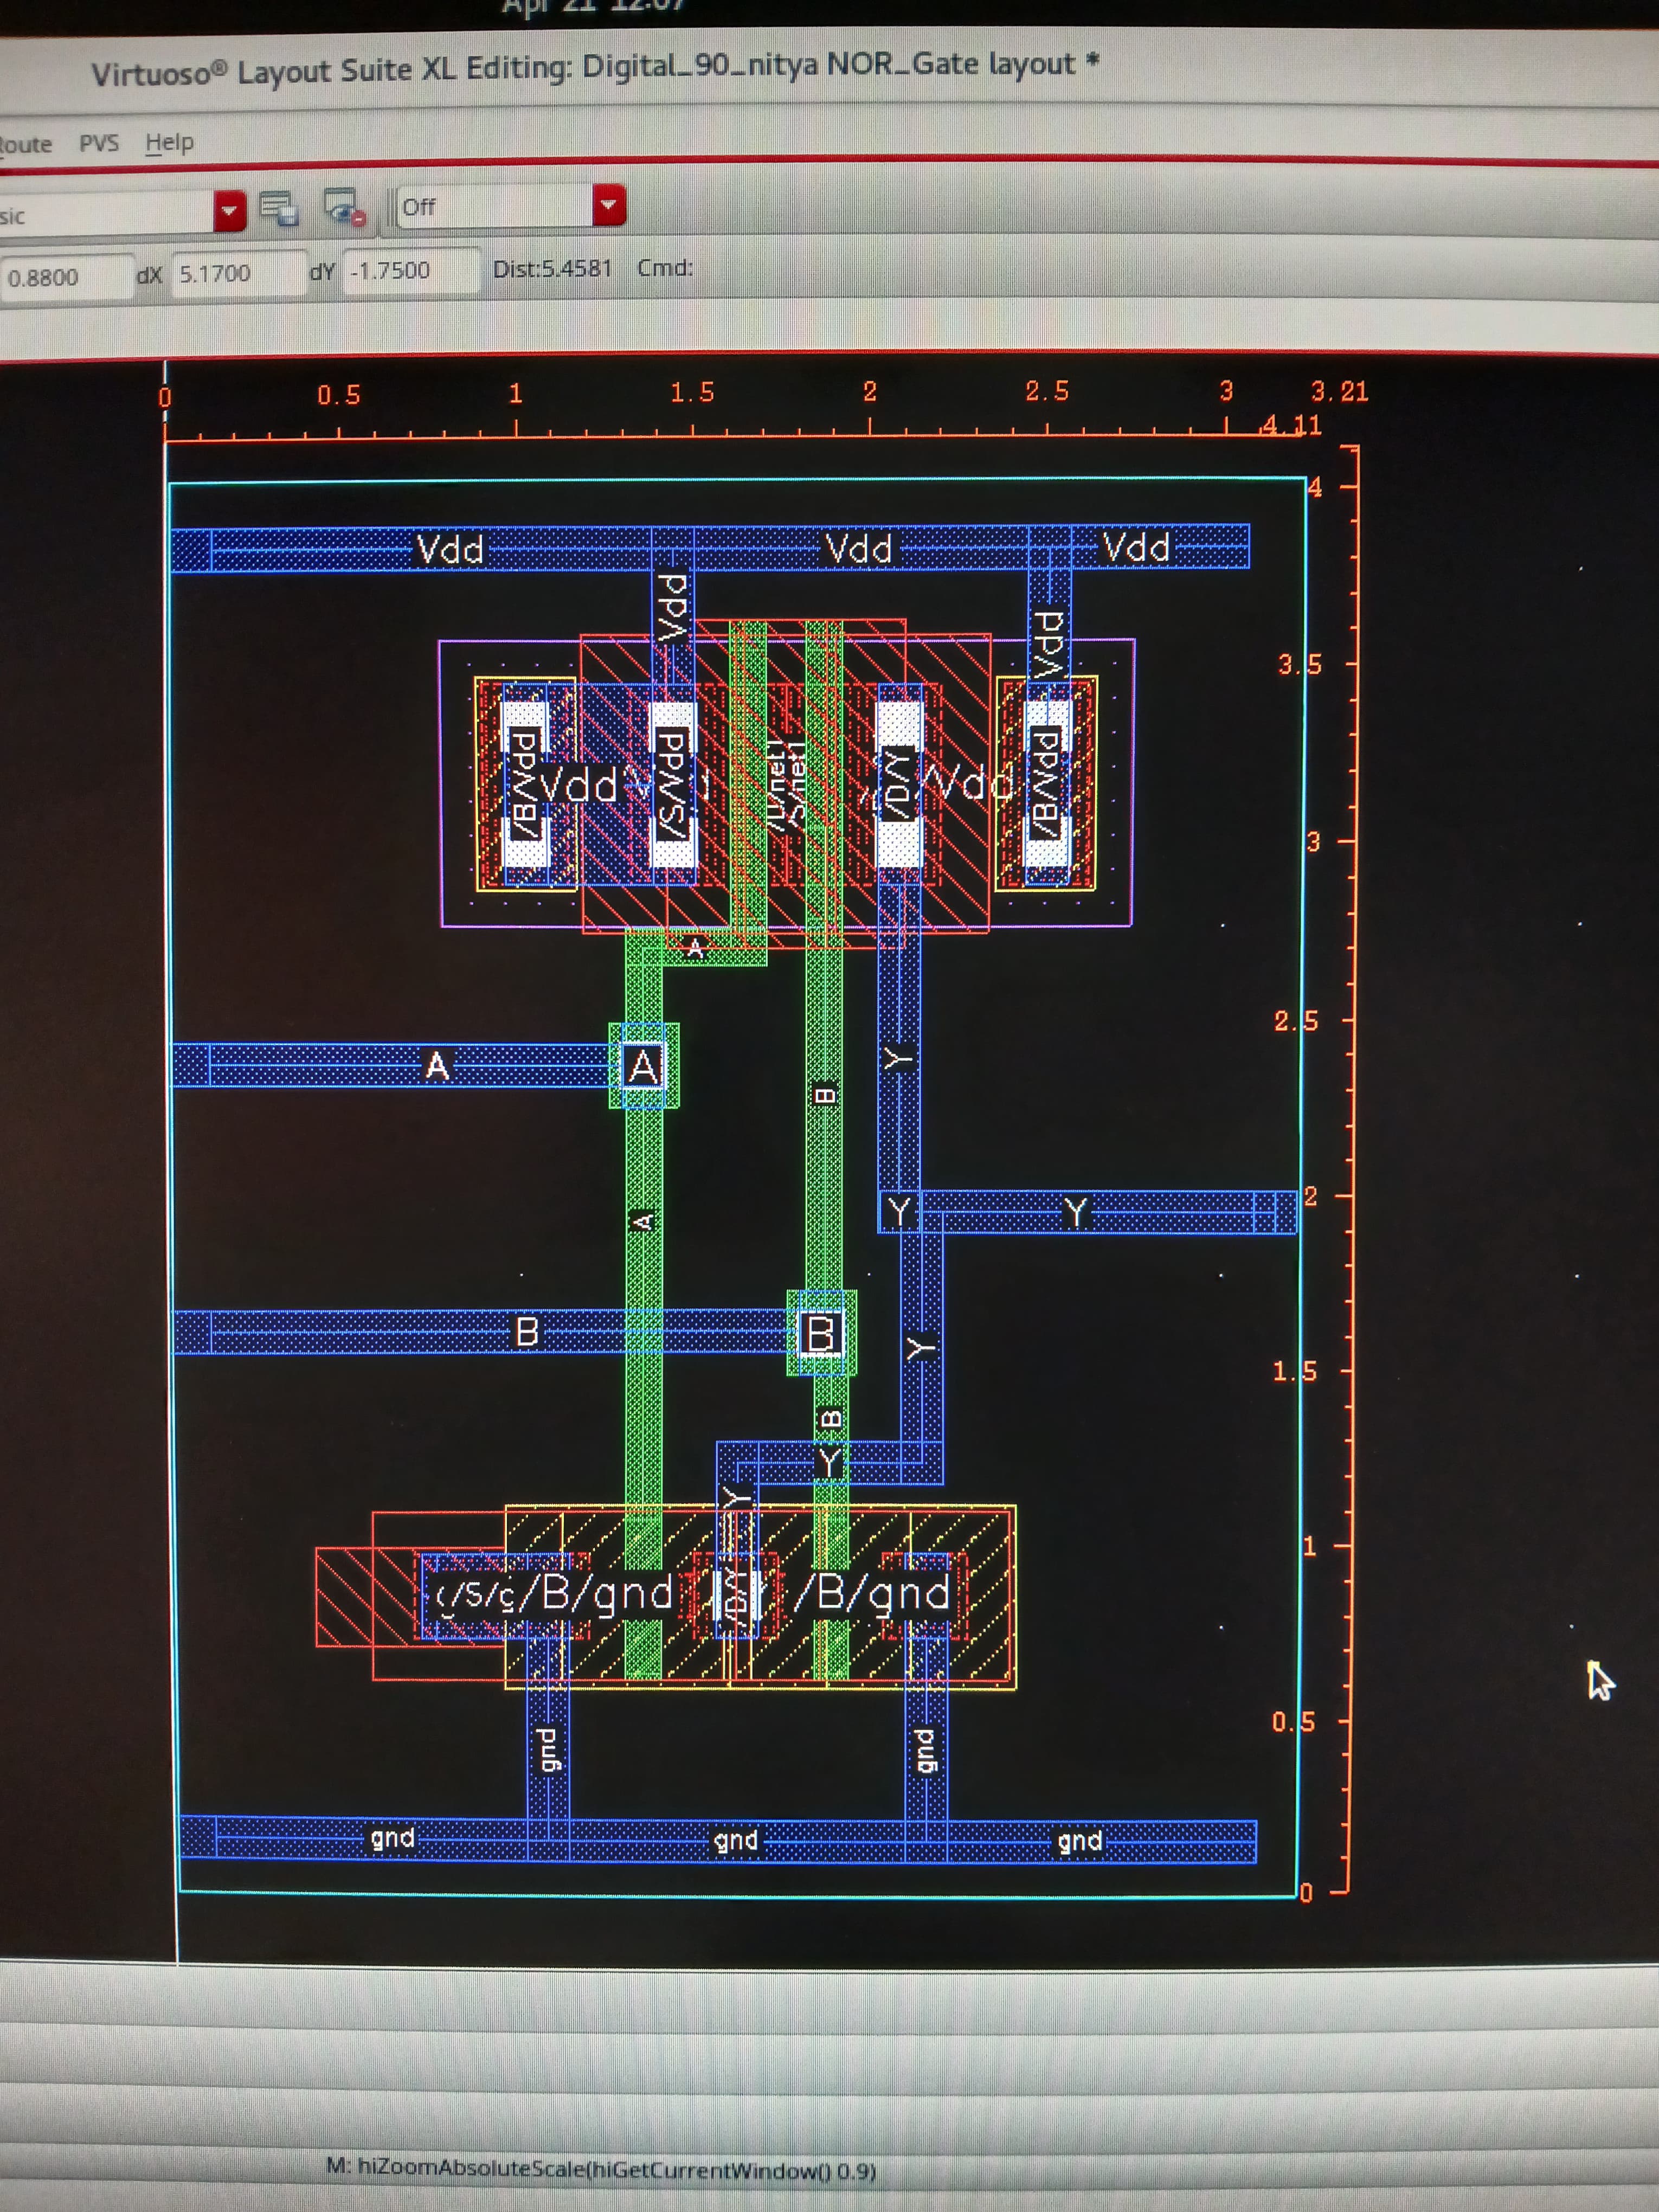 Apr 21 12:07
Virtuoso® Layout Suite XL Editing: Digital_90_nitya NOR_Gate layout *
Route PVS Help
sic Off
0.8800 dX 5.1700 dY -1.7500 Dist:5.4581 Cmd:
0 0.5 1 1.5 2 2.5 3 3.21
4.11
4
Vdd Vdd Vdd
Vdd Vdd
3.5
/B/Vdd Vdd /S/Vdd /S/net1 /D/Y /B/Vdd
3
A
2.5
A A Y
B
2
Y Y
A
1.5
B B Y
B
Y
Y
1
/B/gnd /D/Y /B/gnd
0.5
gnd gnd
gnd gnd gnd
0
M: hiZoomAbsoluteScale(hiGetCurrentWindow() 0.9)